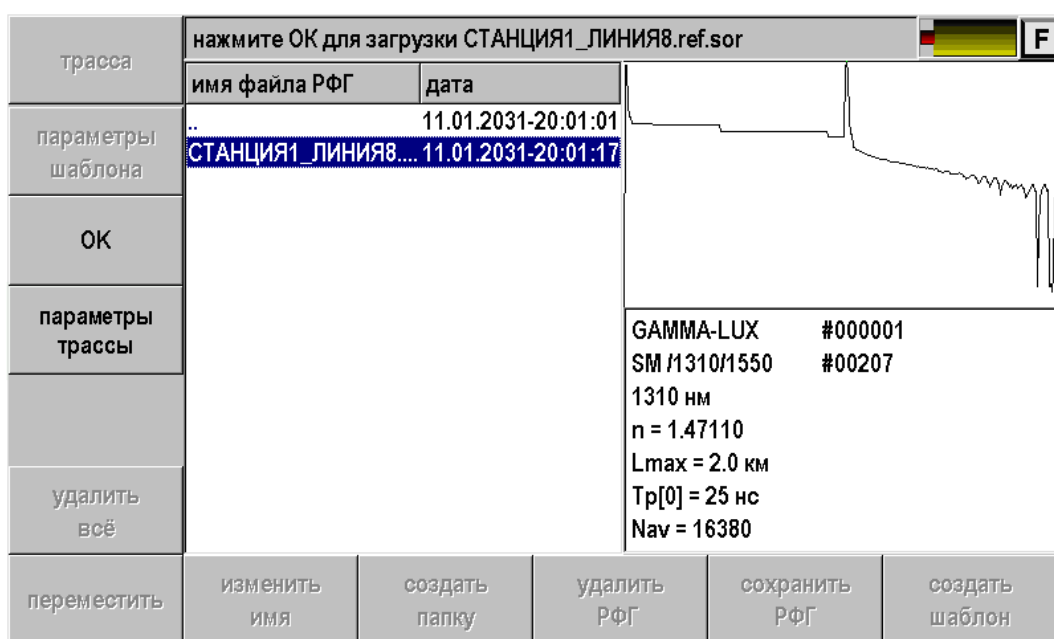 трасса
нажмите ОК для загрузки СТАНЦИЯ1_ЛИНИЯ8.ref.sor
F
имя файла РФГ
дата
.. 11.01.2031-20:01:01
СТАНЦИЯ1_ЛИНИЯ8.... 11.01.2031-20:01:17
параметры
шаблона
ОК
параметры
трассы
GAMMA-LUX #000001
SM /1310/1550 #00207
1310 нм
n = 1.47110
Lmax = 2.0 км
Tp[0] = 25 нс
Nav = 16380
удалить
всё
переместить
изменить
имя
создать
папку
удалить
РФГ
сохранить
РФГ
создать
шаблон